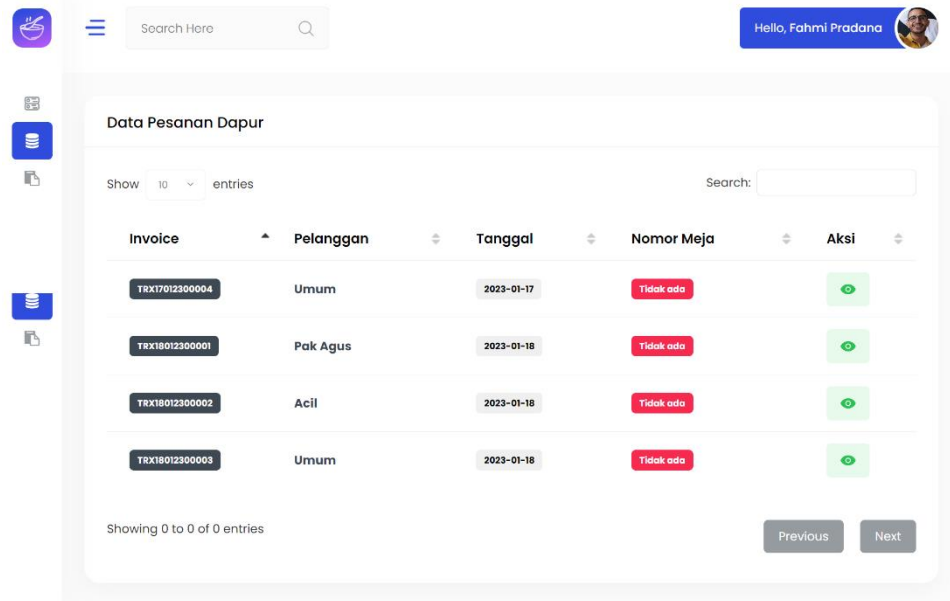 Search Here
Hello, Fahmi Pradana
Data Pesanan Dapur
Show 10 entries Search:
Invoice Pelanggan Tanggal Nomor Meja Aksi
TRX17012300004 Umum 2023-01-17 Tidak ada
TRX18012300001 Pak Agus 2023-01-18 Tidak ada
TRX18012300002 Acil 2023-01-18 Tidak ada
TRX18012300003 Umum 2023-01-18 Tidak ada
Showing 0 to 0 of 0 entries
Previous Next